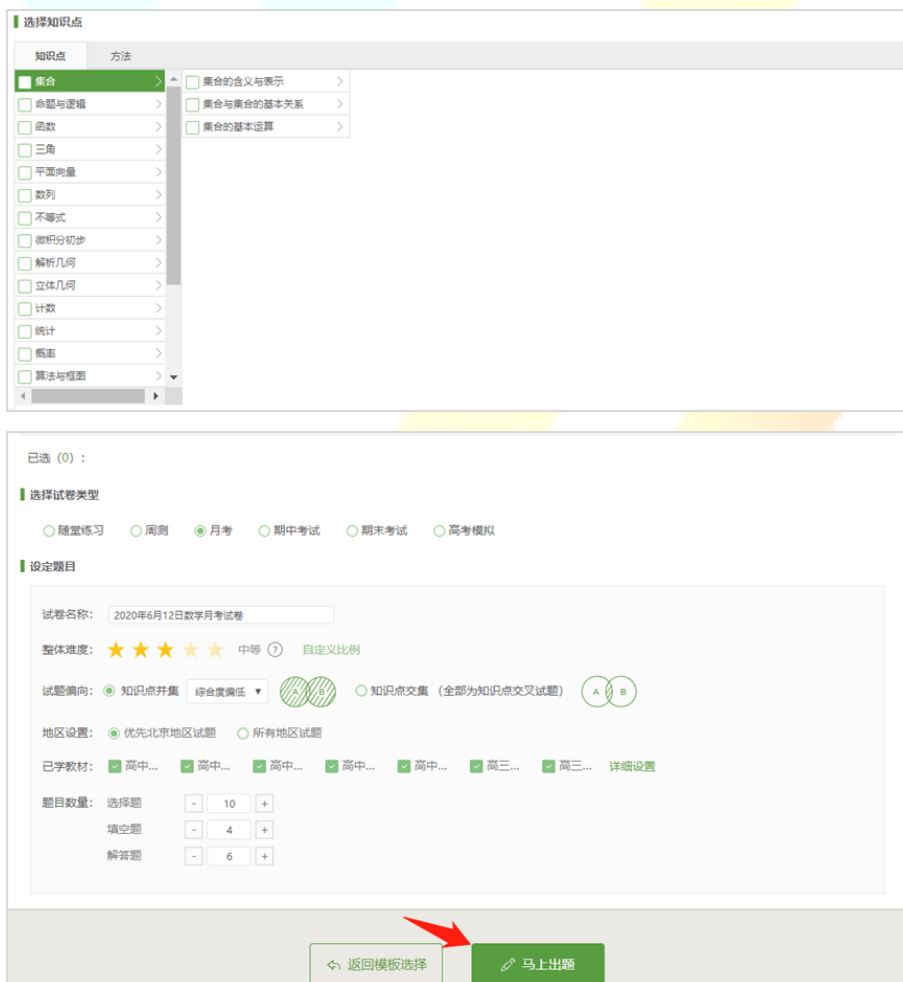 选择知识点
知识点 方法
集合 集合的含义与表示
命题与逻辑 集合与集合的基本关系
函数 集合的基本运算
三角
平面向量
数列
不等式
微积分初步
解析几何
立体几何
计数
统计
概率
算法与框图
已选（0）：
选择试卷类型
随堂练习 周测 月考 期中考试 期末考试 高考模拟
设定题目
试卷名称： 2020年6月12日数学月考试卷
整体难度： 中等 ? 自定义比例
试题偏向： 知识点并集 综合度偏低 A B 知识点交集 （全部为知识点交叉试题） A B
地区设置： 优先北京地区试题 所有地区试题
已学教材： 高中... 高中... 高中... 高中... 高中... 高三... 高三... 详细设置
题目数量： 选择题 - 10 +
填空题 - 4 +
解答题 - 6 +
返回模板选择 马上出题